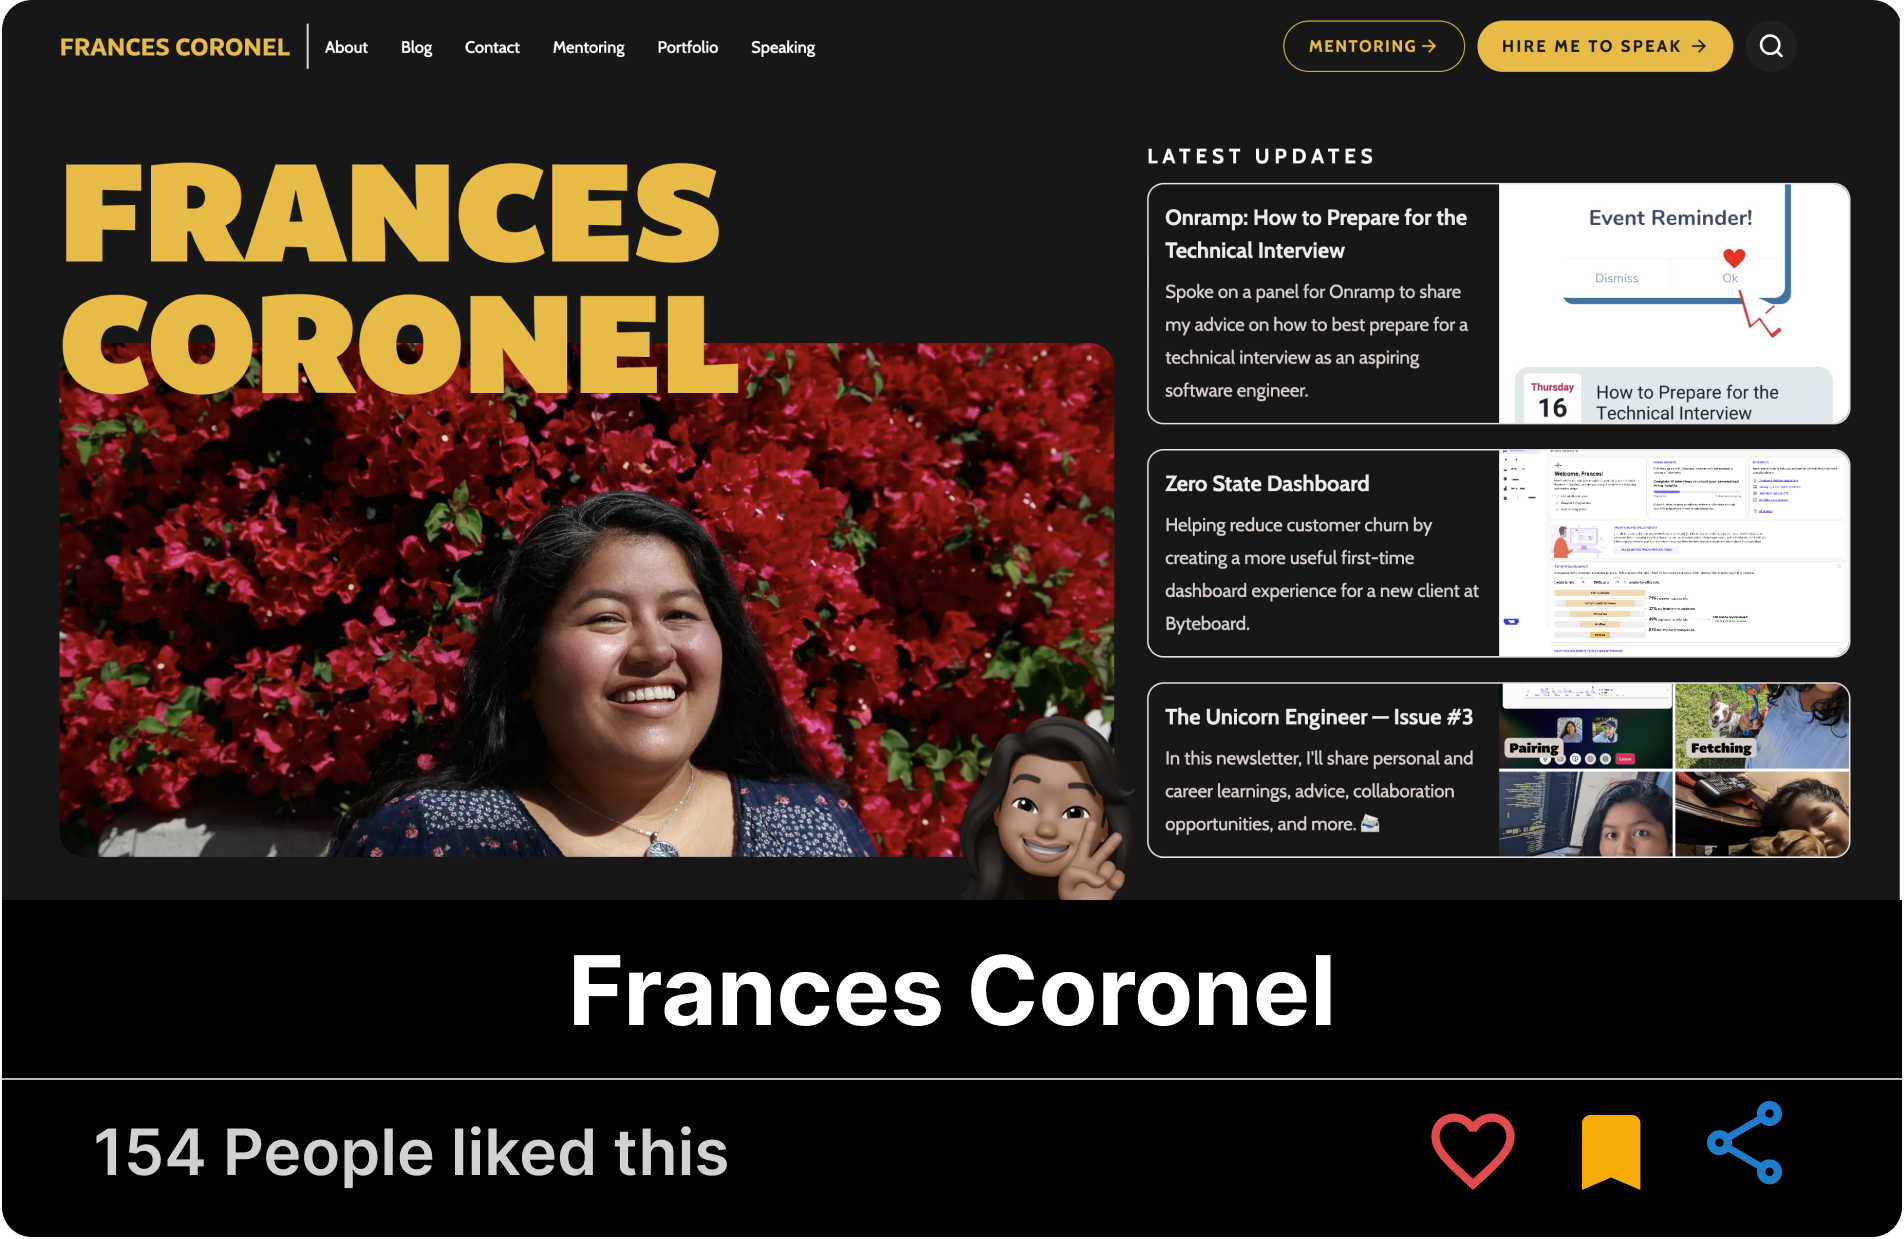 FRANCES CORONEL
About
Blog
Contact
Mentoring
Portfolio
Speaking
MENTORING →
HIRE ME TO SPEAK →
FRANCES
CORONEL
LATEST UPDATES
Onramp: How to Prepare for the
Technical Interview
Spoke on a panel for Onramp to share
my advice on how to best prepare for a
technical interview as an aspiring
software engineer.
Event Reminder!
Dismiss
Ok
Thursday
16
How to Prepare for the
Technical Interview
Zero State Dashboard
Helping reduce customer churn by
creating a more useful first-time
dashboard experience for a new client at
Byteboard.
Welcome, Frances!
The Unicorn Engineer — Issue #3
In this newsletter, I'll share personal and
career learnings, advice, collaboration
opportunities, and more.
Pairing
Fetching
Leave
Frances Coronel
154 People liked this